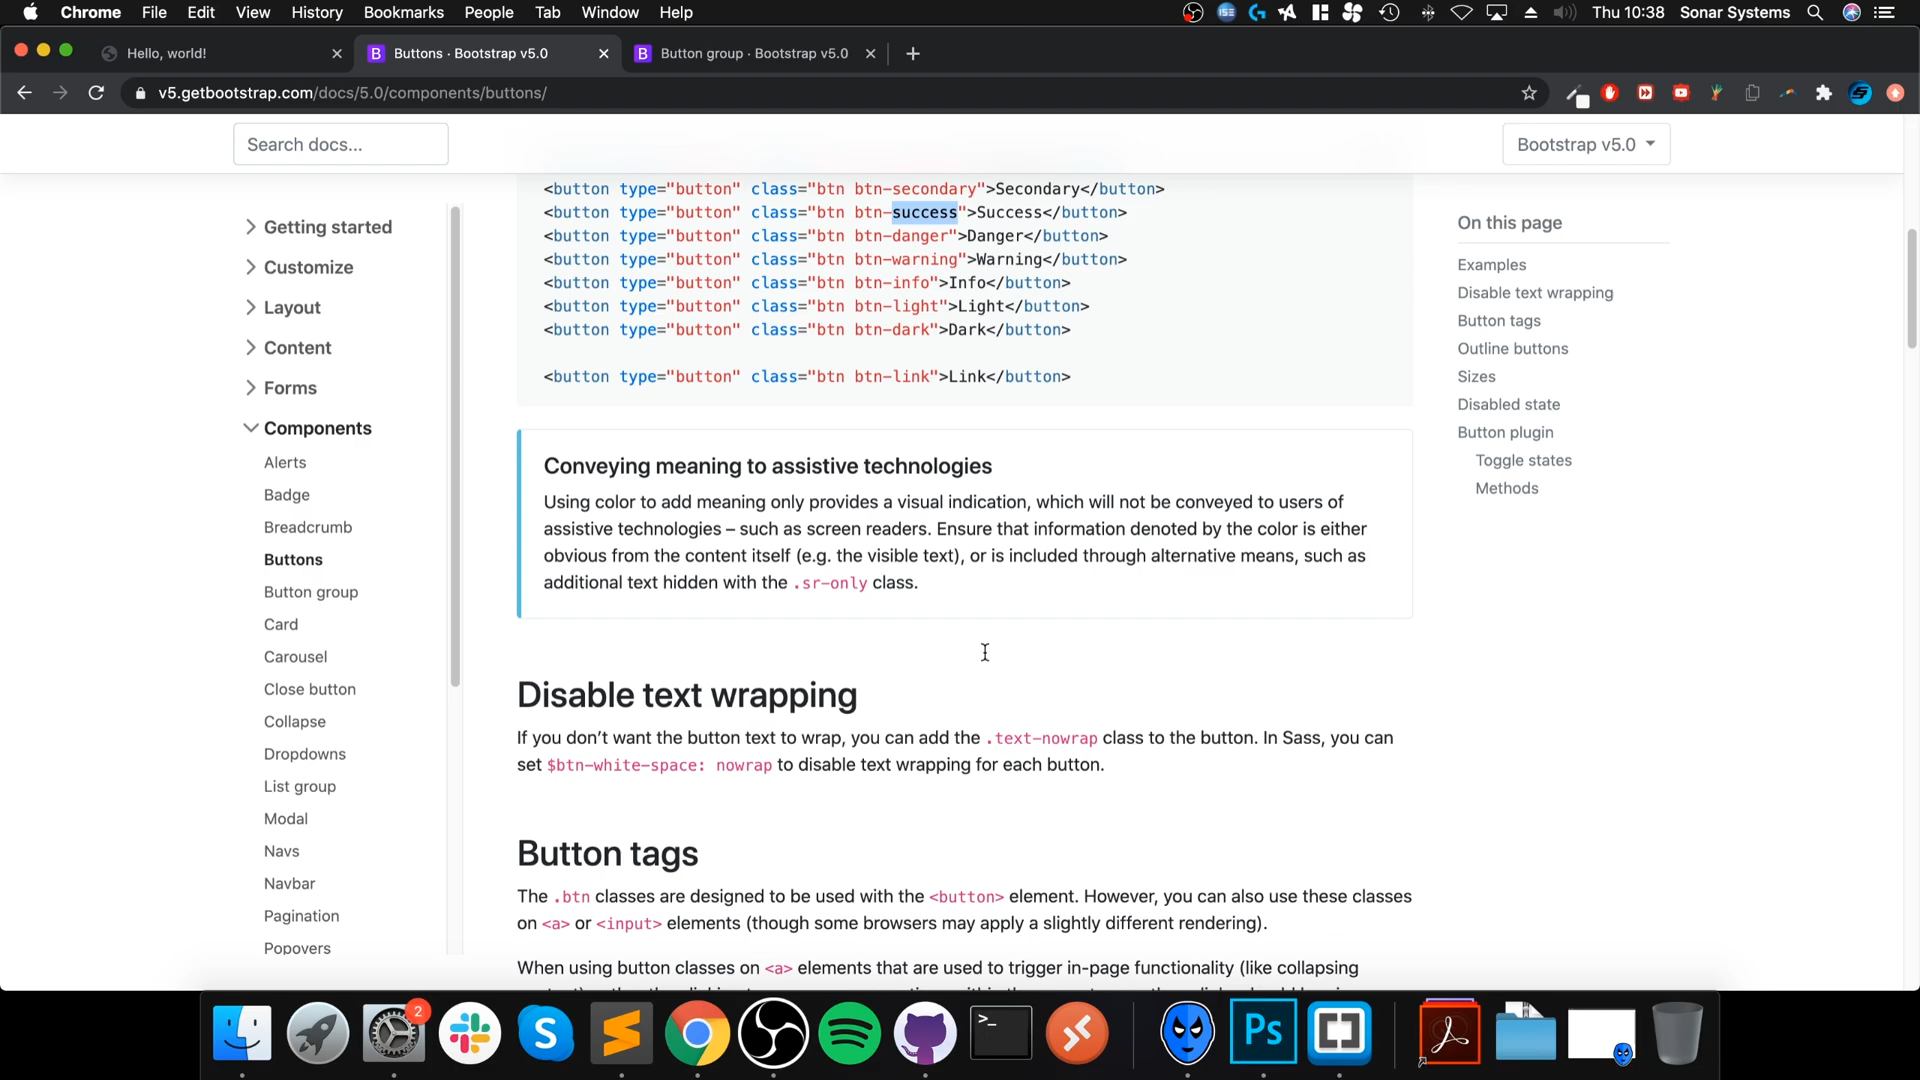 Chrome File Edit View History Bookmarks People Tab Window Help
ISE Thu 10:38 Sonar Systems
Hello, world!
B Buttons · Bootstrap v5.0
B Button group · Bootstrap v5.0
v5.getbootstrap.com/docs/5.0/components/buttons/
Search docs...
Bootstrap v5.0
Getting started
Customize
Layout
Content
Forms
Components
Alerts
Badge
Breadcrumb
Buttons
Button group
Card
Carousel
Close button
Collapse
Dropdowns
List group
Modal
Navs
Navbar
Pagination
Popovers
<button type="button" class="btn btn-secondary">Secondary</button>
<button type="button" class="btn btn-success">Success</button>
<button type="button" class="btn btn-danger">Danger</button>
<button type="button" class="btn btn-warning">Warning</button>
<button type="button" class="btn btn-info">Info</button>
<button type="button" class="btn btn-light">Light</button>
<button type="button" class="btn btn-dark">Dark</button>
<button type="button" class="btn btn-link">Link</button>
Conveying meaning to assistive technologies
Using color to add meaning only provides a visual indication, which will not be conveyed to users of
assistive technologies – such as screen readers. Ensure that information denoted by the color is either
obvious from the content itself (e.g. the visible text), or is included through alternative means, such as
additional text hidden with the .sr-only class.
Disable text wrapping
If you don’t want the button text to wrap, you can add the .text-nowrap class to the button. In Sass, you can
set $btn-white-space: nowrap to disable text wrapping for each button.
Button tags
The .btn classes are designed to be used with the <button> element. However, you can also use these classes
on <a> or <input> elements (though some browsers may apply a slightly different rendering).
When using button classes on <a> elements that are used to trigger in-page functionality (like collapsing
On this page
Examples
Disable text wrapping
Button tags
Outline buttons
Sizes
Disabled state
Button plugin
Toggle states
Methods
2
S
>_
Ps